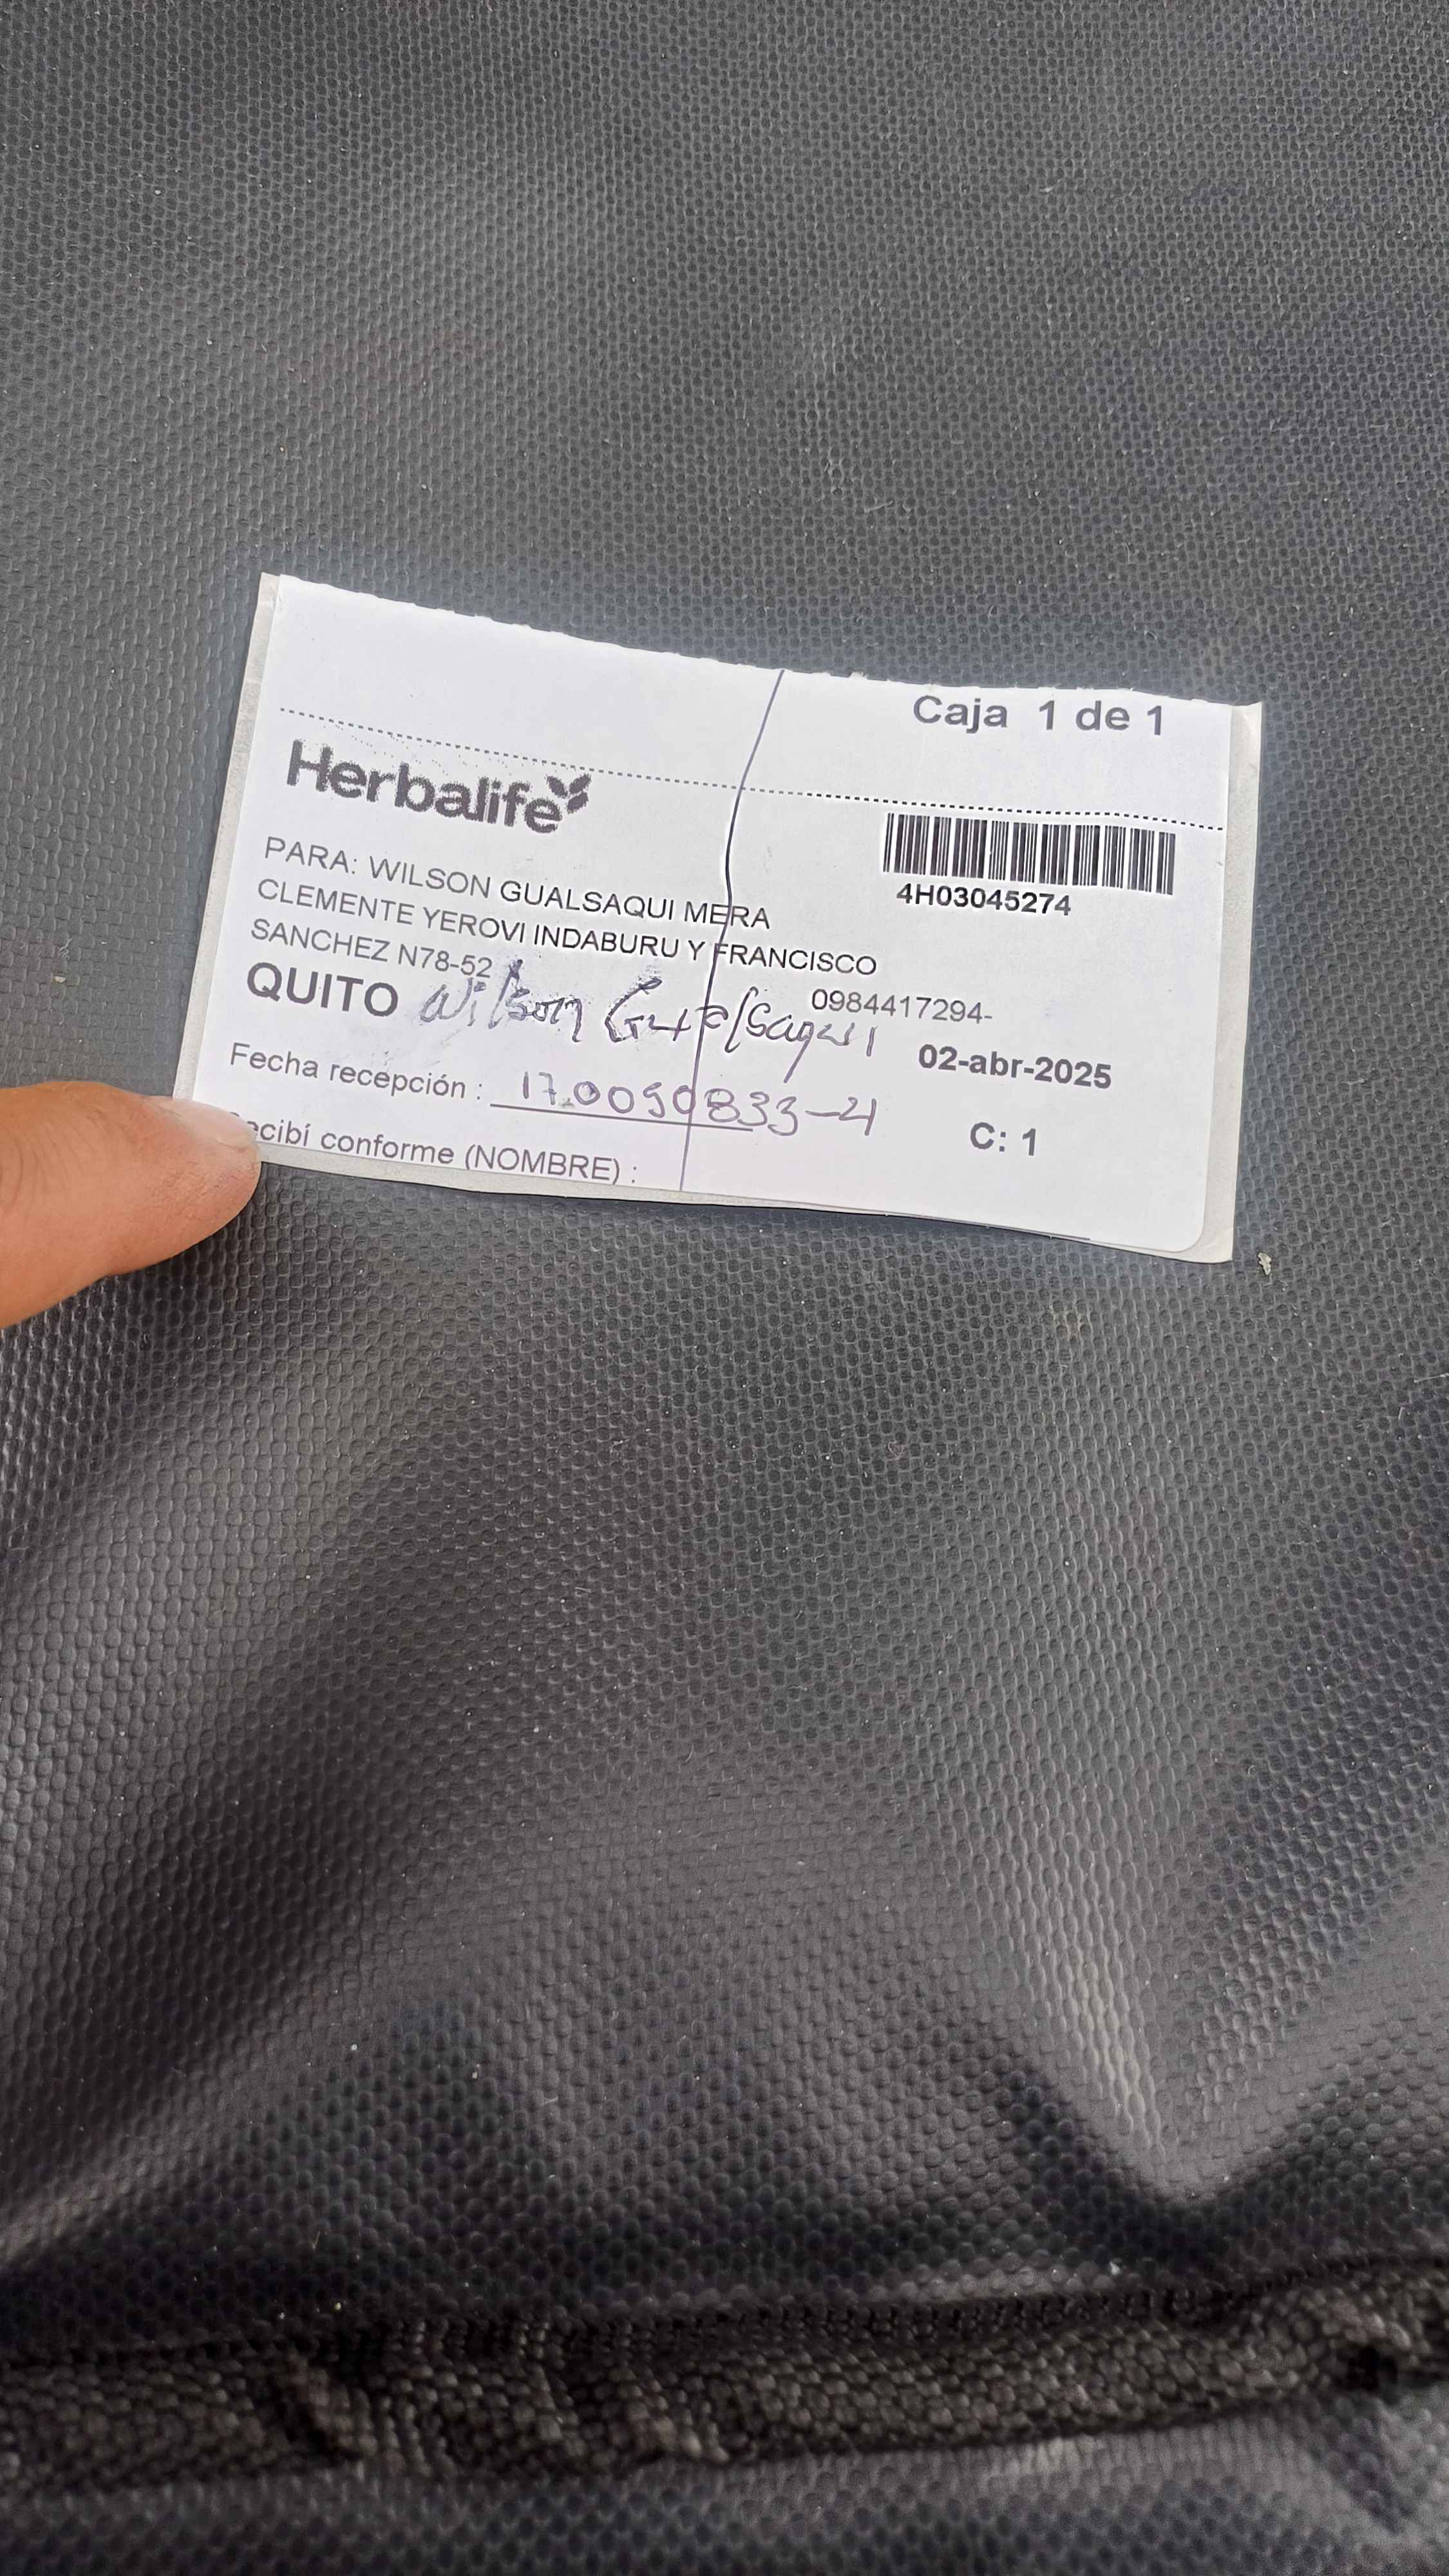 Caja 1 de 1
Herbalife
4H03045274
PARA: WILSON GUALSAQUI MERA
CLEMENTE YEROVI INDABURU Y FRANCISCO
SANCHEZ N78-52
0984417294-
QUITO Wilson Gualsaqui
02-abr-2025
Fecha recepción : 170050833-4
C: 1
Recibí conforme (NOMBRE) :